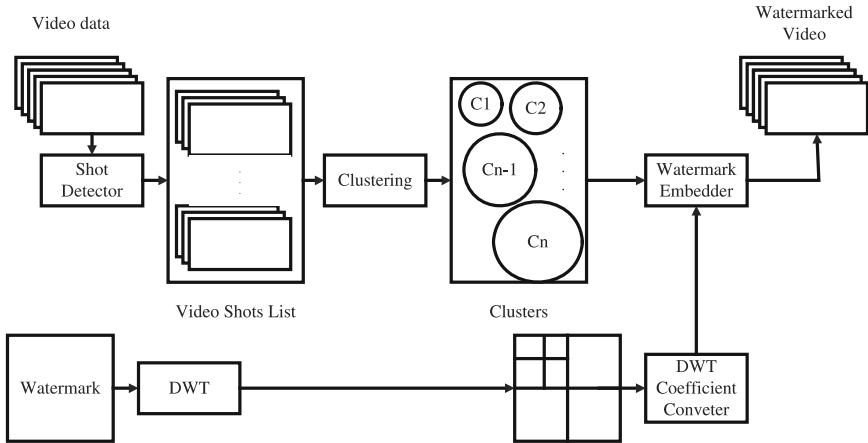 Video data
Watermarked
Video
C1
C2
Shot
Detector
Clustering
Cn-1
Watermark
Embedder
Cn
Video Shots List
Clusters
Watermark
DWT
DWT
Coefficient
Conveter